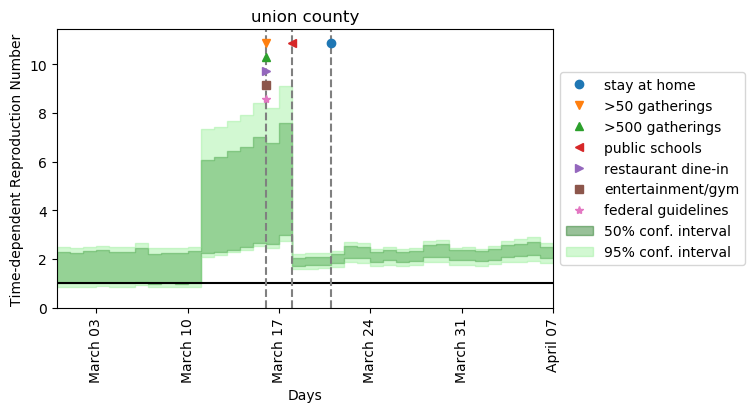 union county
Time-dependent Reproduction Number
10
8
6
4
2
0
March 03
March 10
March 17
March 24
March 31
April 07
Days
stay at home
>50 gatherings
>500 gatherings
public schools
restaurant dine-in
entertainment/gym
federal guidelines
50% conf. interval
95% conf. interval